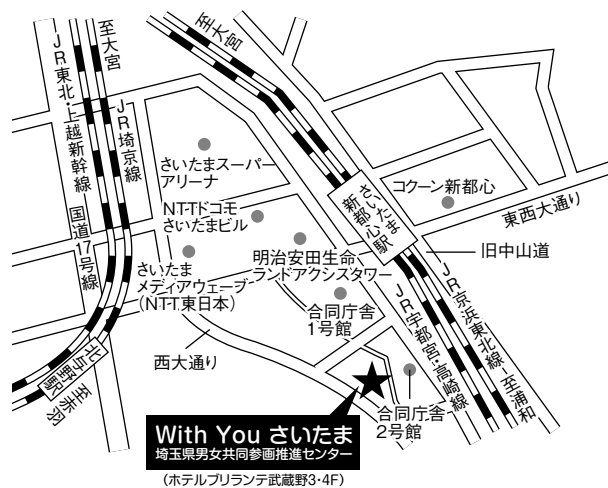 至大宮
至大宮
JR東北・上越新幹線
JR埼京線
国道17号線
さいたまスーパー
アリーナ
NTTドコモ
さいたまビル
さいたま
メディアウェーブ
(NTT東日本)
明治安田生命
ランドアクシスタワー
さいたま
新都心
駅
コクーン新都心
東西大通り
旧中山道
合同庁舎
1号館
西大通り
北与野駅
至赤羽
JR宇都宮・高崎線
JR京浜東北線
至浦和
合同庁舎
2号館
With You さいたま
埼玉県男女共同参画推進センター
(ホテルブリランテ武蔵野3・4F)